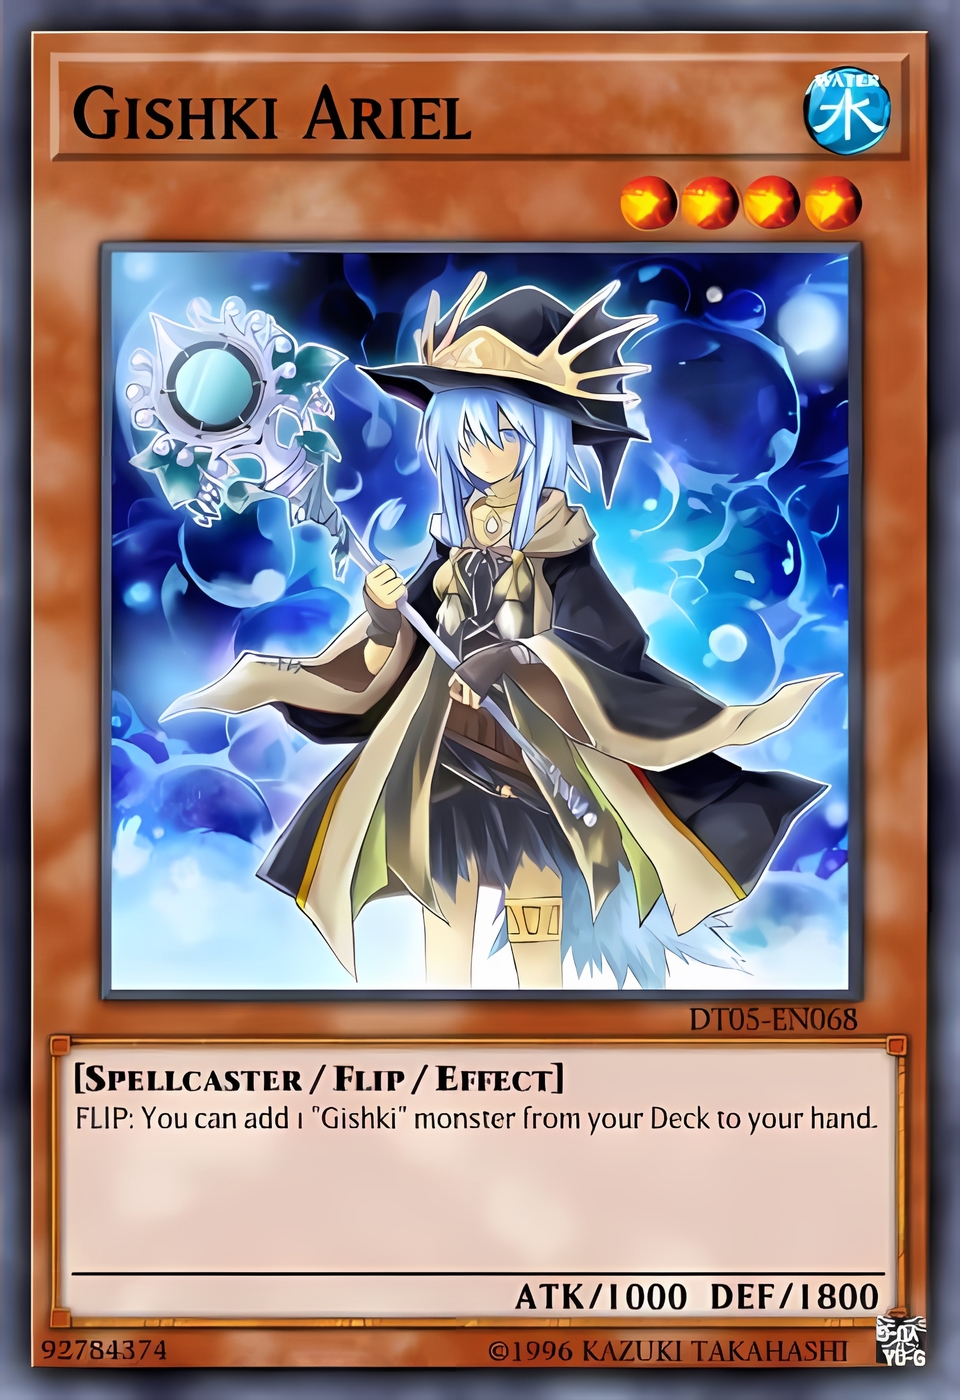 Gishki Ariel
WATER
水
DT05-EN068
[Spellcaster / Flip / Effect]
FLIP: You can add 1 "Gishki" monster from your Deck to your hand.
ATK/1000 DEF/1800
92784374
©1996 KAZUKI TAKAHASHI